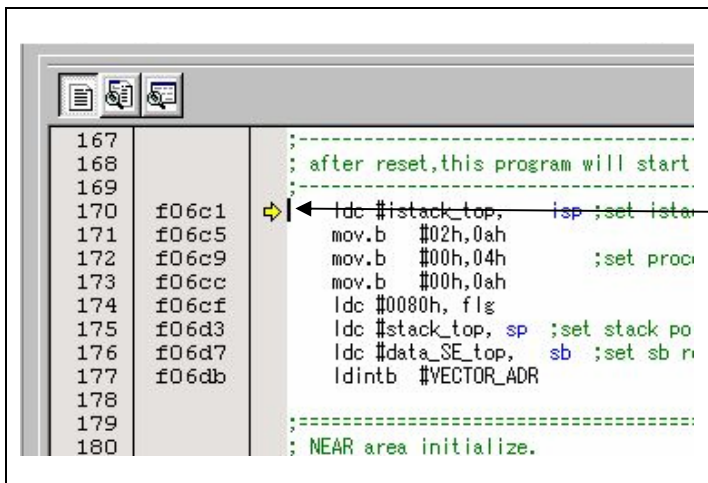 167 ;----------------------------------------
168 ; after reset,this program will start
169 ;----------------------------------------
170 f06c1 ldc #istack_top, isp ;set istac
171 f06c5 mov.b #02h,0ah
172 f06c9 mov.b #00h,04h ;set proce
173 f06cc mov.b #00h,0ah
174 f06cf ldc #0080h, flg
175 f06d3 ldc #stack_top, sp ;set stack po
176 f06d7 ldc #data_SE_top, sb ;set sb re
177 f06db ldintb #VECTOR_ADR
178
179 ;========================================
180 ; NEAR area initialize.